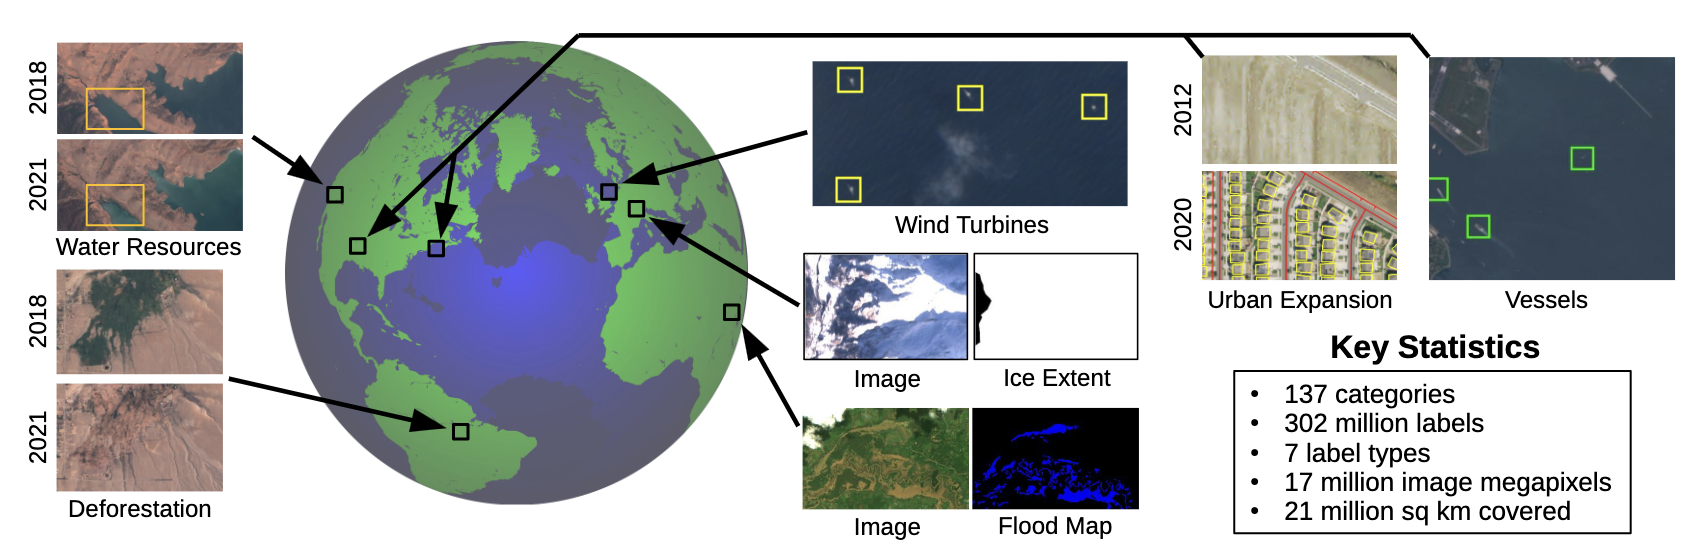 2018
2021
Water Resources
2018
2021
Deforestation
Wind Turbines
Image
Ice Extent
Image
Flood Map
2012
2020
Urban Expansion
Vessels
Key Statistics
• 137 categories
• 302 million labels
• 7 label types
• 17 million image megapixels
• 21 million sq km covered